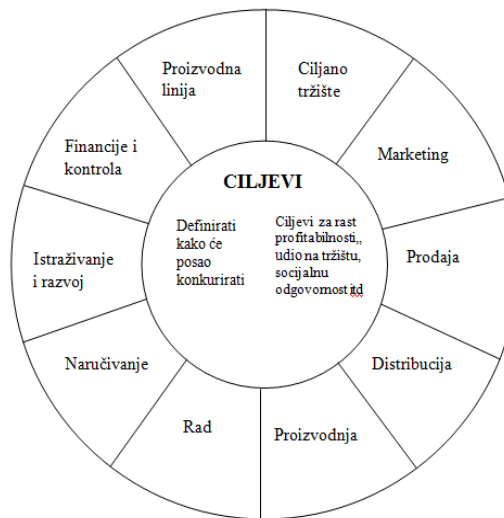 Proizvodna
linija
Ciljano
tržište
Marketing
Prodaja
Distribucija
Proizvodnja
Rad
Naručivanje
Istraživanje
i razvoj
Financije i
kontrola
CILJEVI
Definirati
kako će
posao
konkurirati
Ciljevi za rast
profitabilnosti,,
udio na tržištu,
socijalnu
odgovornost itd